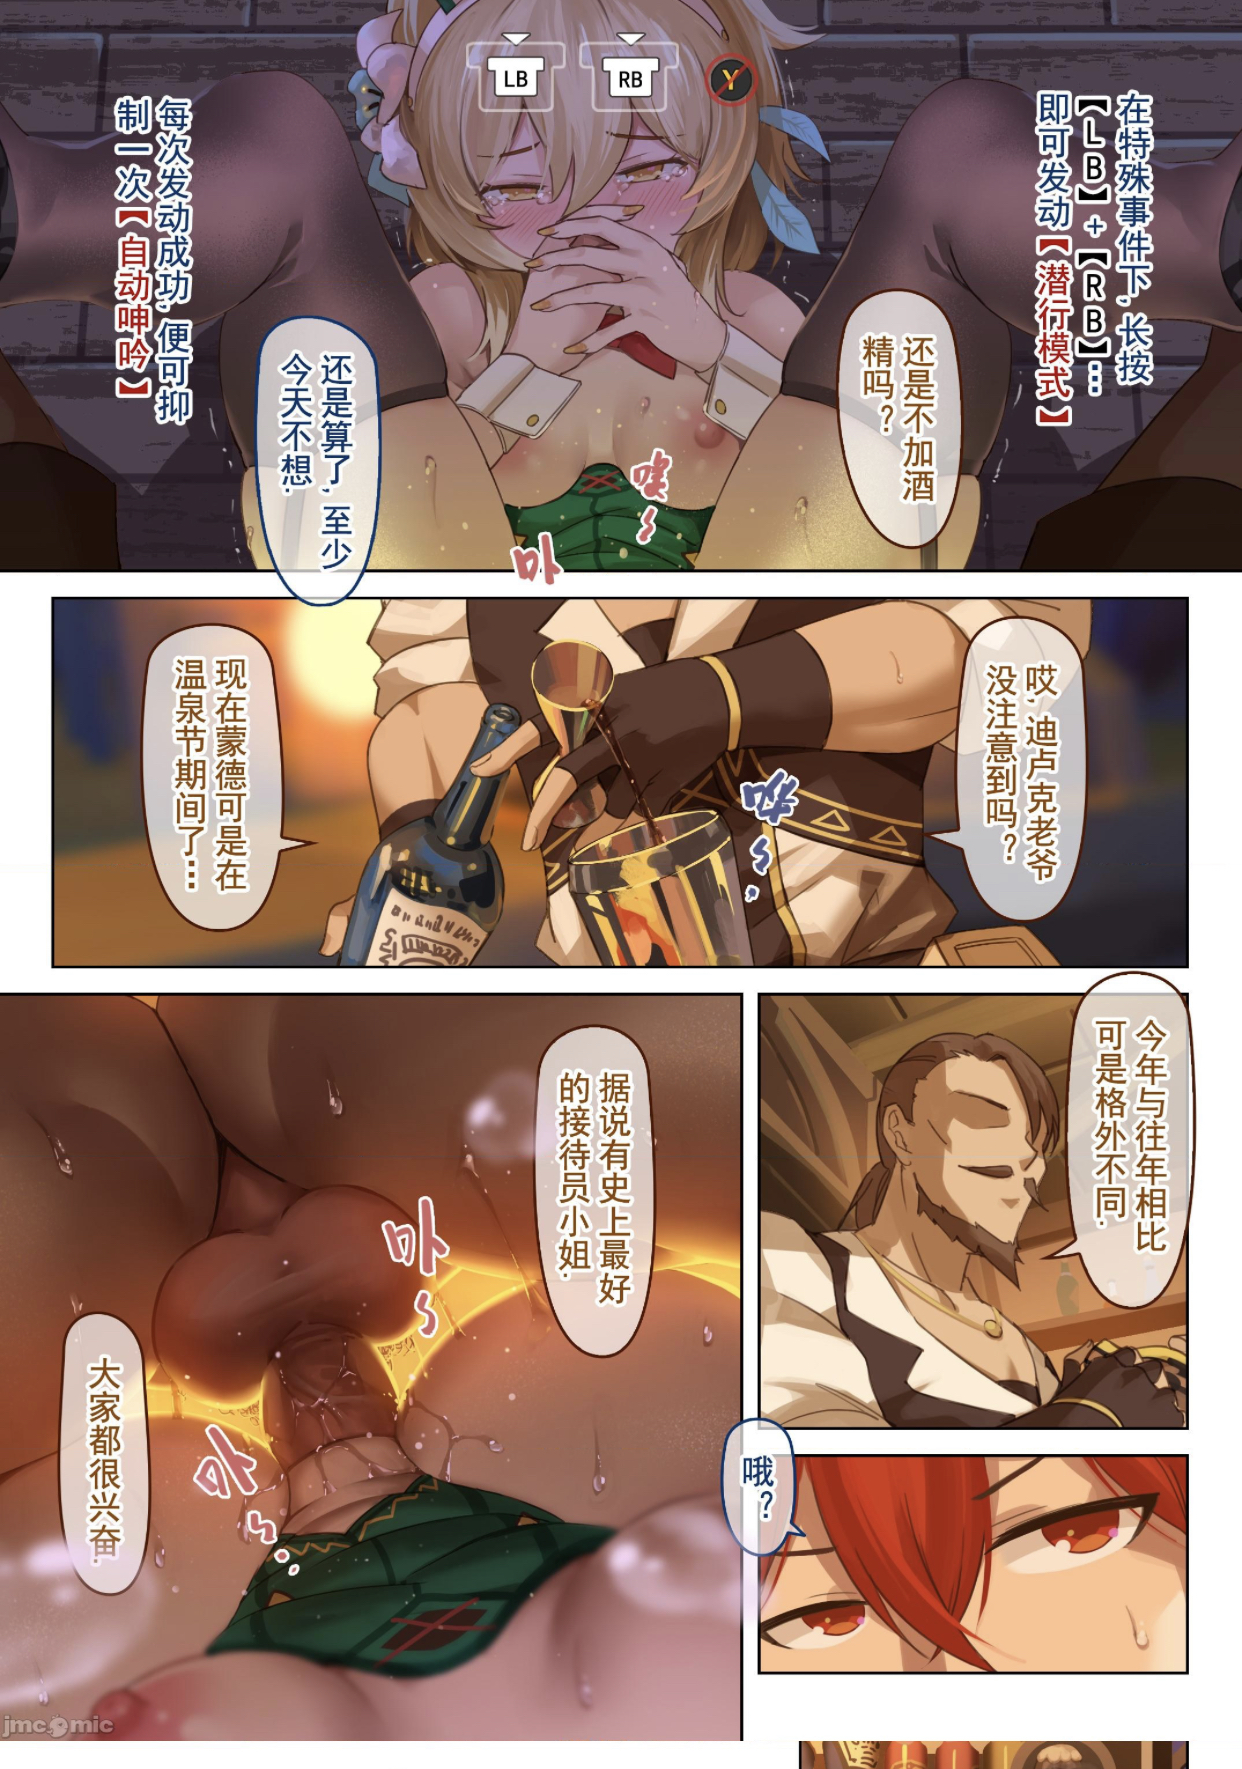 LB
RB
Y
在特殊事件下,长按
【LB】+【RB】…
即可发动【潜行模式】
每次发动成功,便可抑
制一次【自动呻吟】
还是不加酒
精吗?
还是算了,至少
今天不想.
哎,迪卢克老爷
没注意到吗?
现在蒙德可是在
温泉节期间了…
今年与往年相比
可是格外不同.
据说有史上最好
的接待员小姐.
大家都很兴奋.
哦?
jmcomic